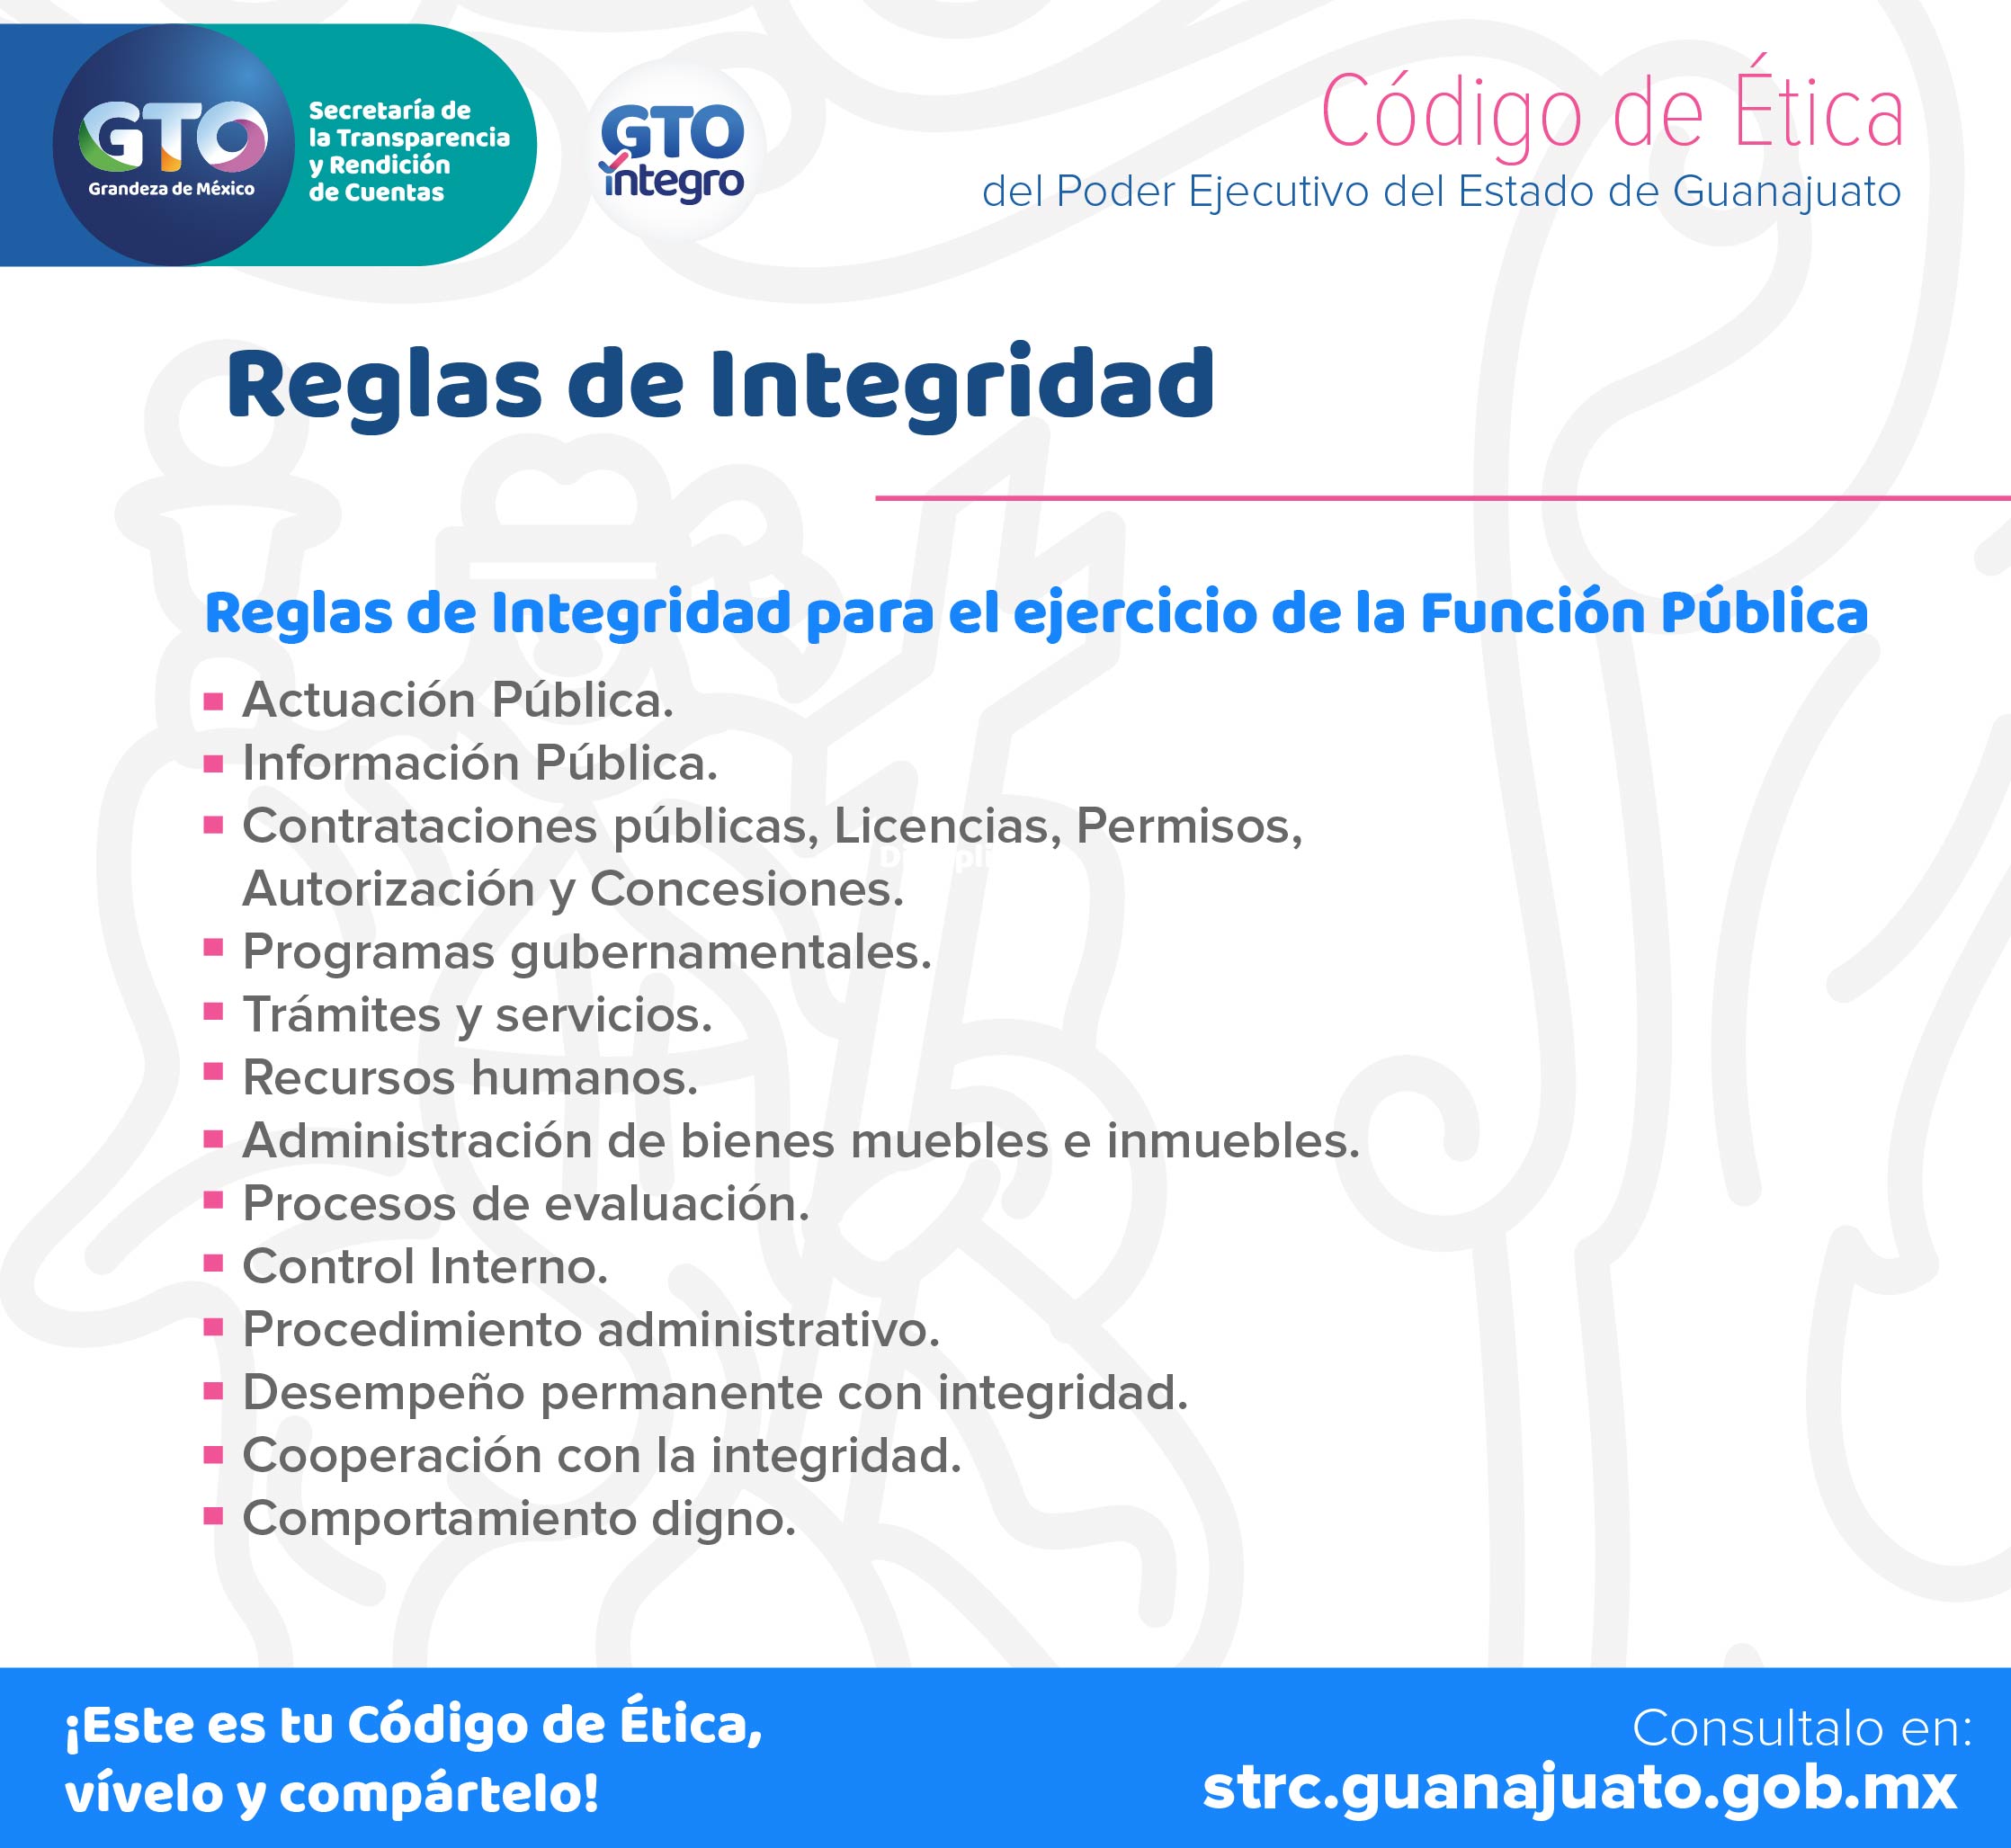 GTO
Grandeza de México
Secretaría de
la Transparencia
y Rendición
de Cuentas
GTO
íntegro
Código de Ética
del Poder Ejecutivo del Estado de Guanajuato
Reglas de Integridad
Reglas de Integridad para el ejercicio de la Función Pública
Actuación Pública.
Información Pública.
Contrataciones públicas, Licencias, Permisos,
Autorización y Concesiones.
Programas gubernamentales.
Trámites y servicios.
Recursos humanos.
Administración de bienes muebles e inmuebles.
Procesos de evaluación.
Control Interno.
Procedimiento administrativo.
Desempeño permanente con integridad.
Cooperación con la integridad.
Comportamiento digno.
¡Este es tu Código de Ética,
vívelo y compártelo!
Consultalo en:
strc.guanajuato.gob.mx